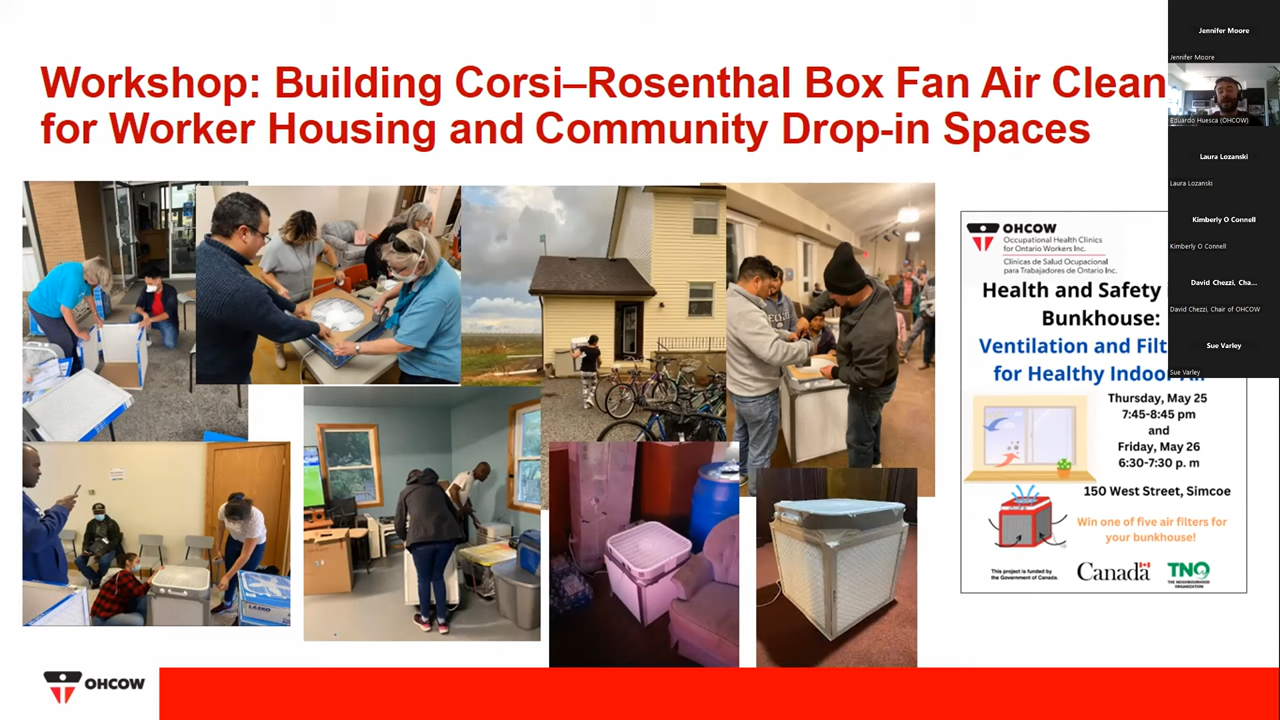 Workshop: Building Corsi–Rosenthal Box Fan Air Clean
for Worker Housing and Community Drop-in Spaces
Jennifer Moore
Jennifer Moore
Eduardo Huesca (OHCOW)
Laura Lozanski
Laura Lozanski
Kimberly O Connell
Kimberly O Connell
David Chezzi, Cha...
David Chezzi, Chair of OHCOW
Sue Varley
Sue Varley
OHCOW
Occupational Health Clinics
for Ontario Workers Inc.
Clínicas de Salud Ocupacional
para Trabajadores de Ontario Inc.
Health and Safety
Bunkhouse:
Ventilation and Filt
for Healthy Indoor Air
Thursday, May 25
7:45-8:45 pm
and
Friday, May 26
6:30-7:30 p. m
150 West Street, Simcoe
Win one of five air filters for
your bunkhouse!
This project is funded by
the Government of Canada.
Canada
TNO
THE NEIGHBOURHOOD
ORGANIZATION
LASKO
OHCOW